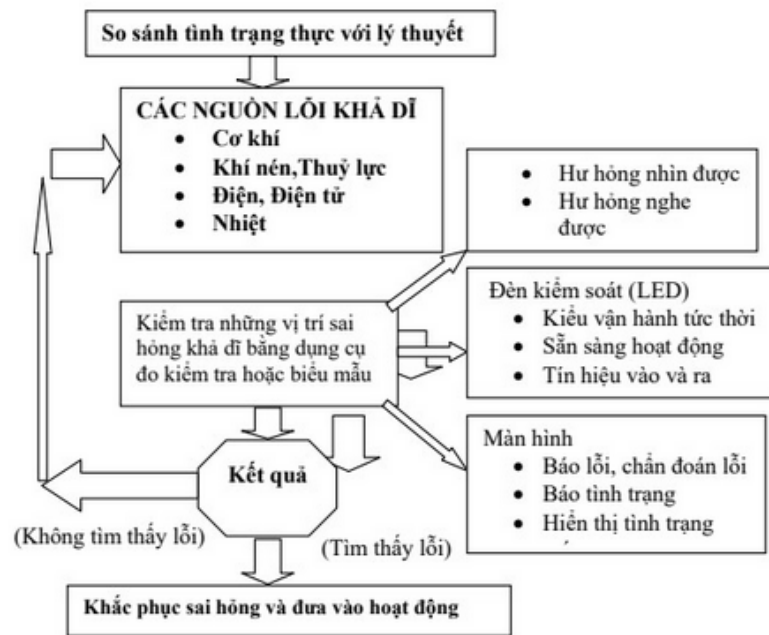 So sánh tình trạng thực với lý thuyết
CÁC NGUỒN LỖI KHẢ DĨ
• Cơ khí
• Khí nén,Thuỷ lực
• Điện, Điện tử
• Nhiệt
• Hư hỏng nhìn được
• Hư hỏng nghe
được
Kiểm tra những vị trí sai
hỏng khả dĩ bằng dụng cụ
đo kiểm tra hoặc biểu mẫu
Đèn kiểm soát (LED)
• Kiểu vận hành tức thời
• Sẵn sàng hoạt động
• Tín hiệu vào và ra
Màn hình
• Báo lỗi, chẩn đoán lỗi
• Báo tình trạng
• Hiển thị tình trạng
Kết quả
(Không tìm thấy lỗi)
(Tìm thấy lỗi)
Khắc phục sai hỏng và đưa vào hoạt động